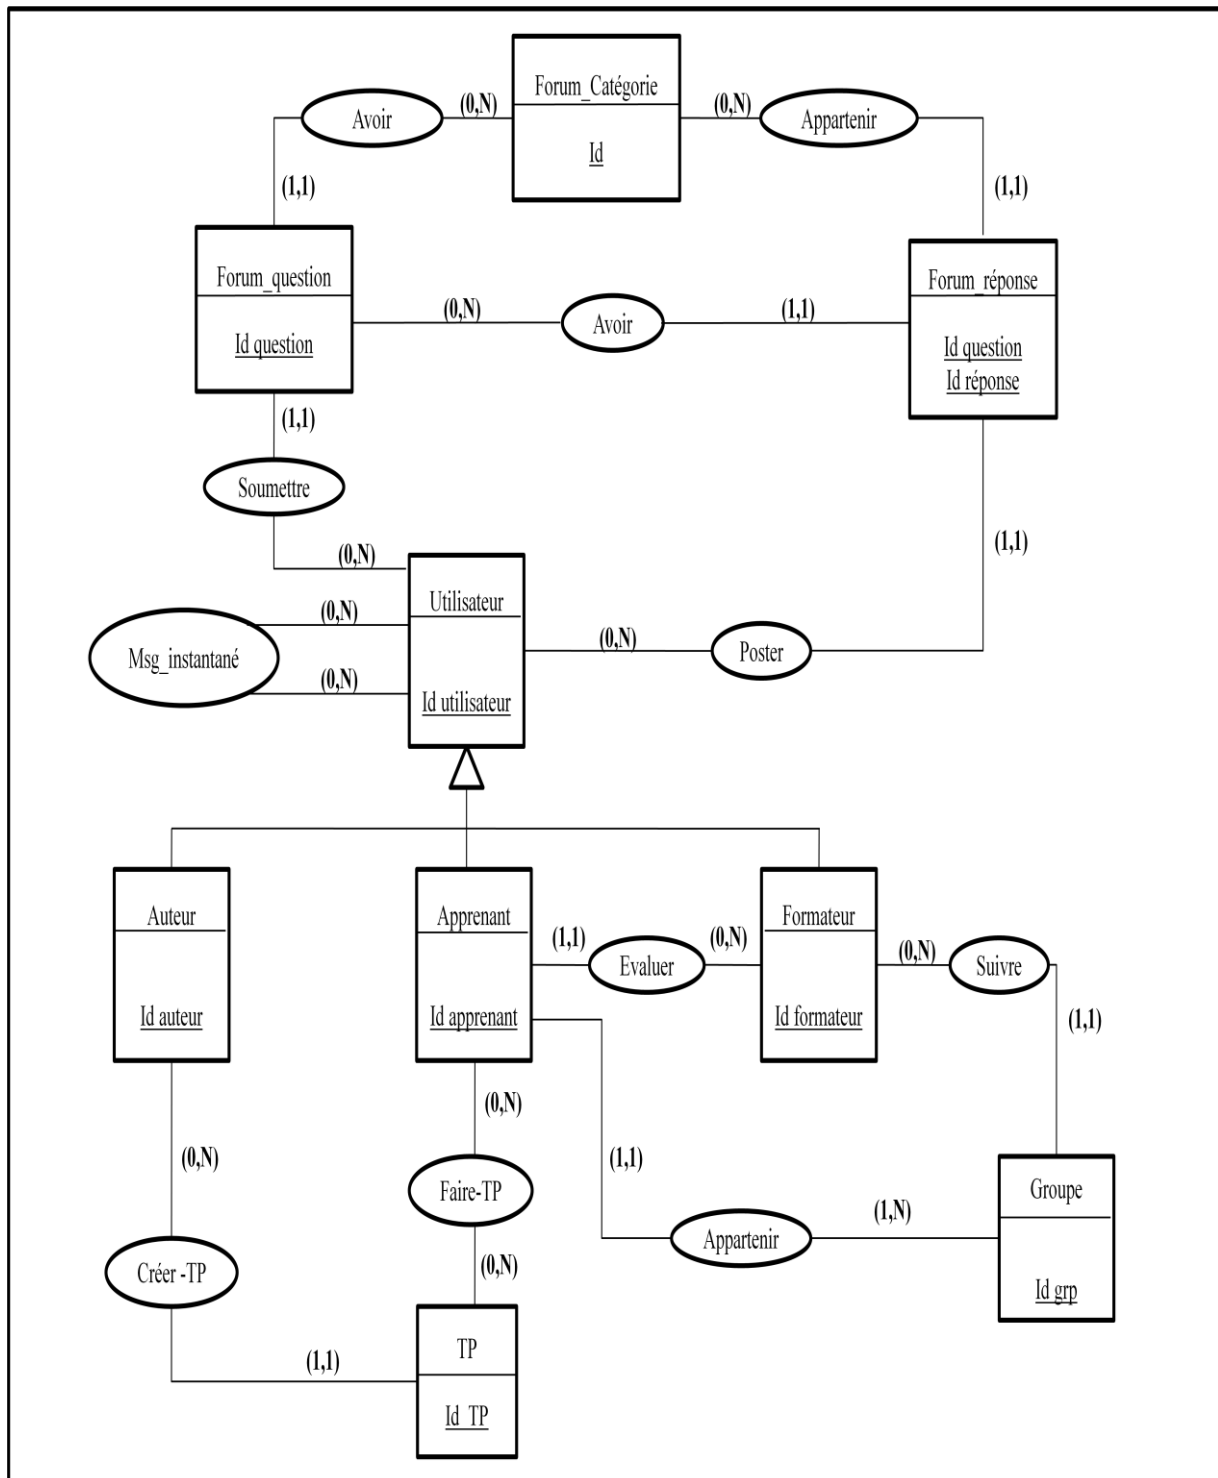 Forum_Catégorie
Id
Avoir
(0,N)
(0,N)
Appartenir
(1,1)
(1,1)
Forum_question
Id question
(0,N)
Avoir
(1,1)
Forum_réponse
Id question
Id réponse
(1,1)
Soumettre
(0,N)
(1,1)
Utilisateur
Id utilisateur
(0,N)
Msg_instantané
(0,N)
(0,N)
Poster
Auteur
Id auteur
Apprenant
Id apprenant
(1,1)
Evaluer
(0,N)
Formateur
Id formateur
(0,N)
Suivre
(1,1)
(0,N)
(0,N)
(1,1)
Faire-TP
Groupe
Id grp
Créer -TP
(0,N)
Appartenir
(1,N)
(1,1)
TP
Id_TP